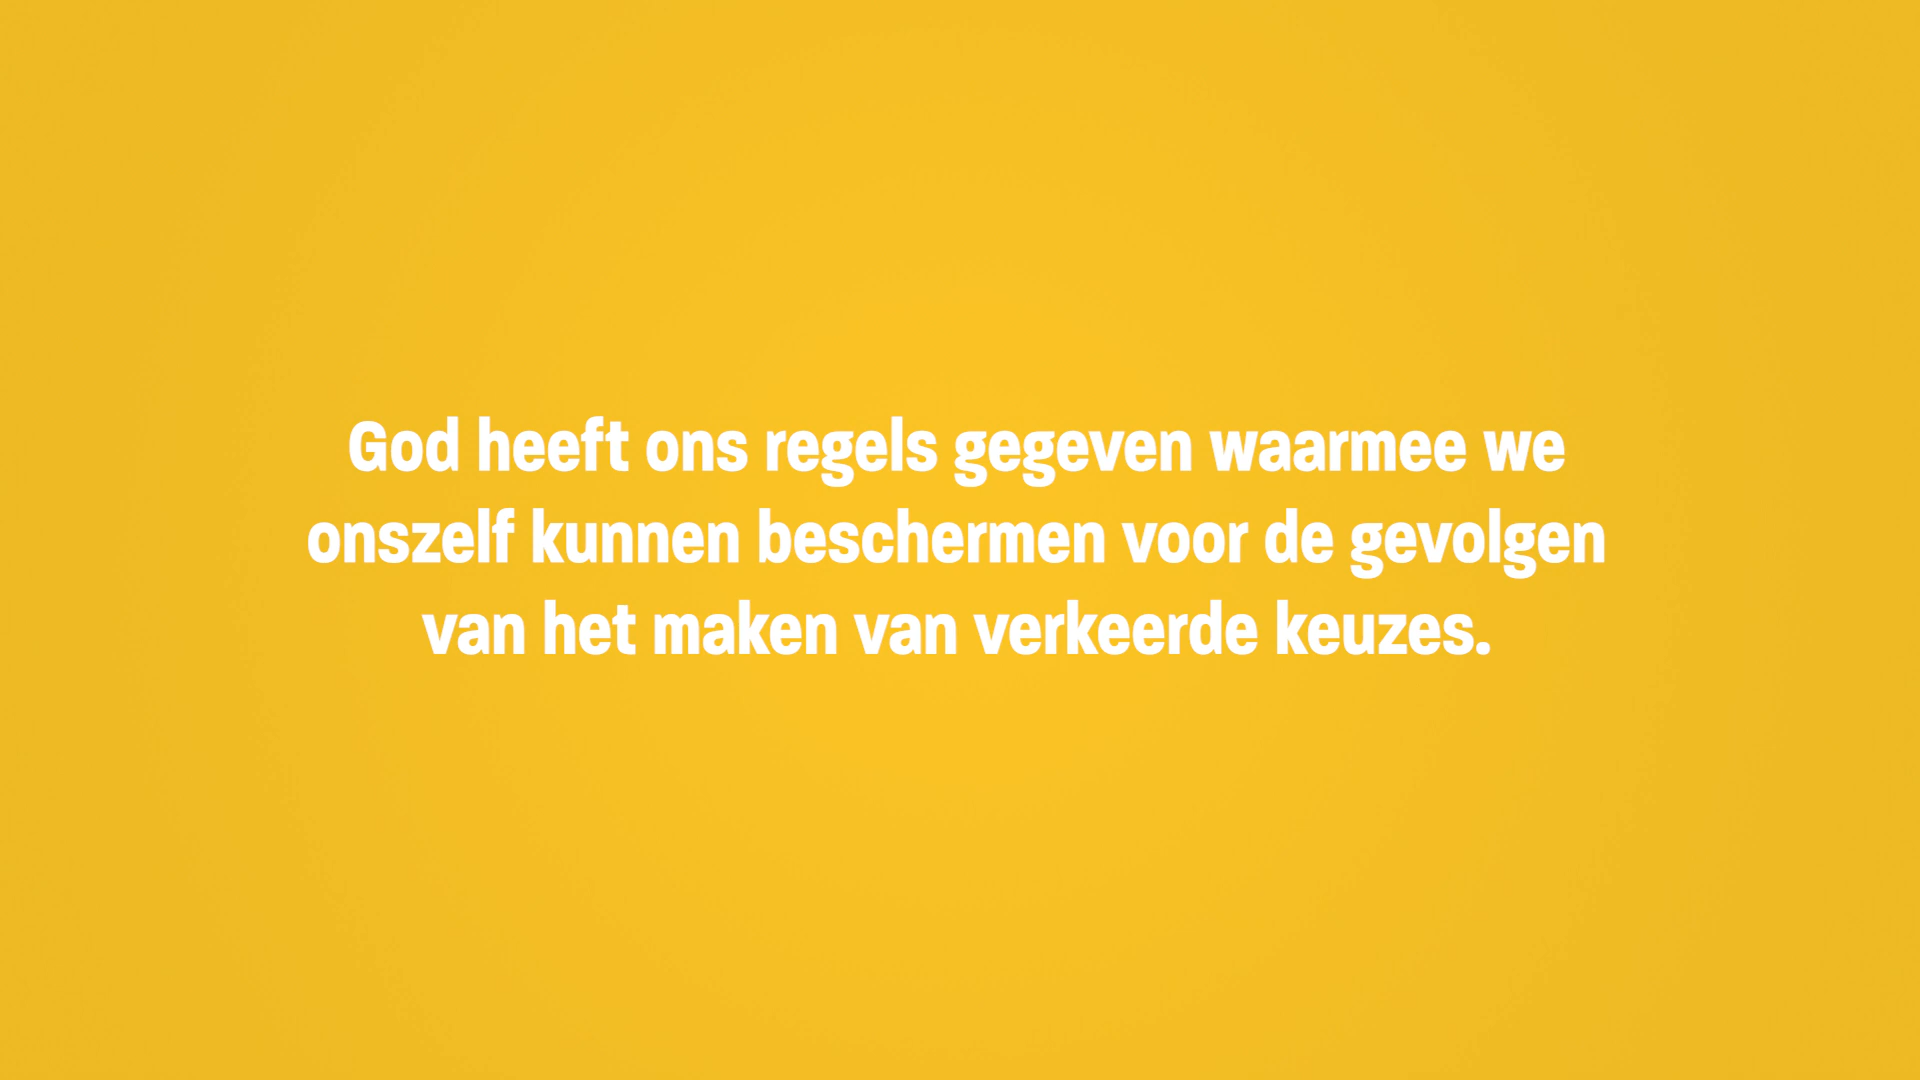 God heeft ons regels gegeven waarmee we
onszelf kunnen beschermen voor de gevolgen
van het maken van verkeerde keuzes.